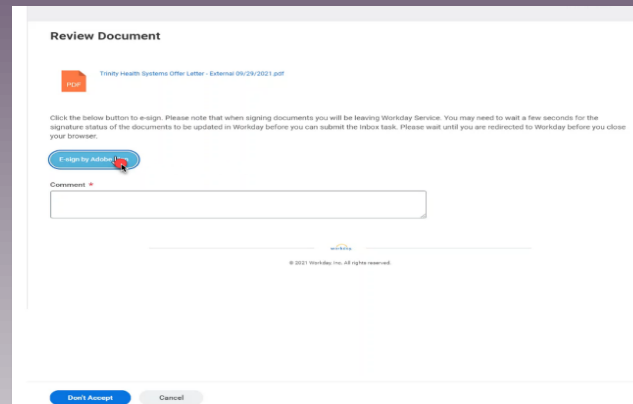 Review Document
Trinity Health Systems Offer Letter - External 09/29/2021.pdf
PDF
Click the below button to e-sign. Please note that when signing documents you will be leaving Workday Service. You may need to wait a few seconds for the
signature status of the documents to be updated in Workday before you can submit the Inbox task. Please wait until you are redirected to Workday before you close
your browser.
E-sign by Adobe
Comment *
workday
© 2021 Workday, Inc. All rights reserved.
Don't Accept
Cancel